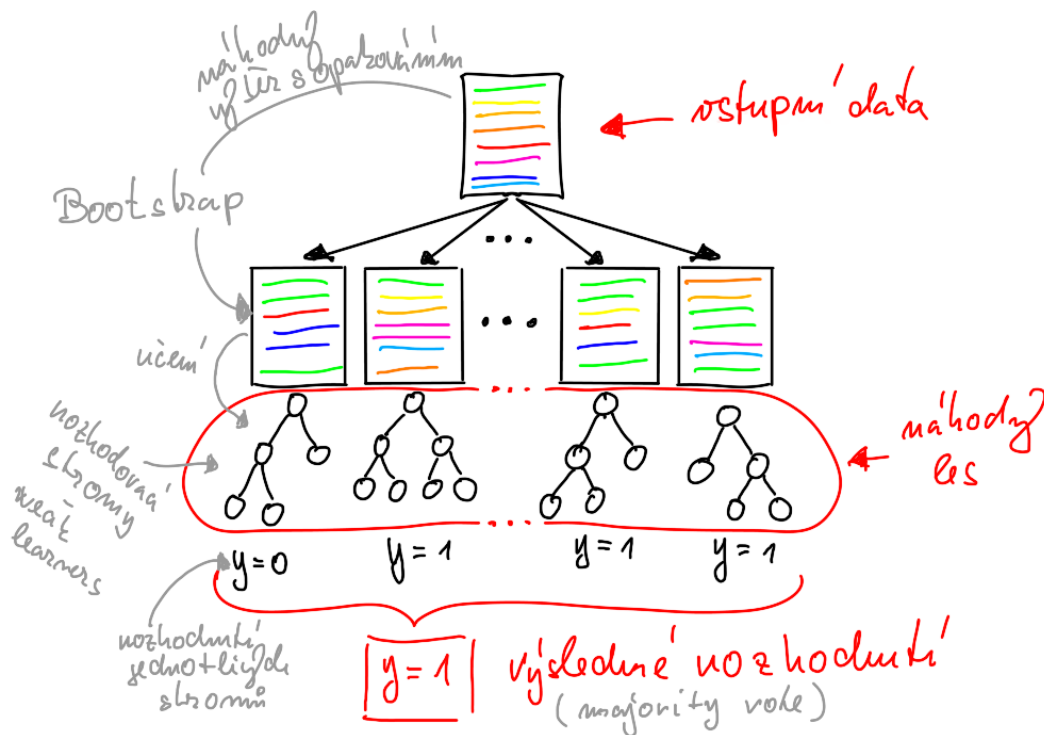 náhodný
výběr s opakováním
vstupní data
Bootstrap
...
...
učení
...
náhodný
les
rozhodovací
stromy
weak
learners
...
y=0
y=1
y=1
y=1
rozhodnutí
jednotlivých
stromů
y=1
výsledné rozhodnutí
(majority vote)